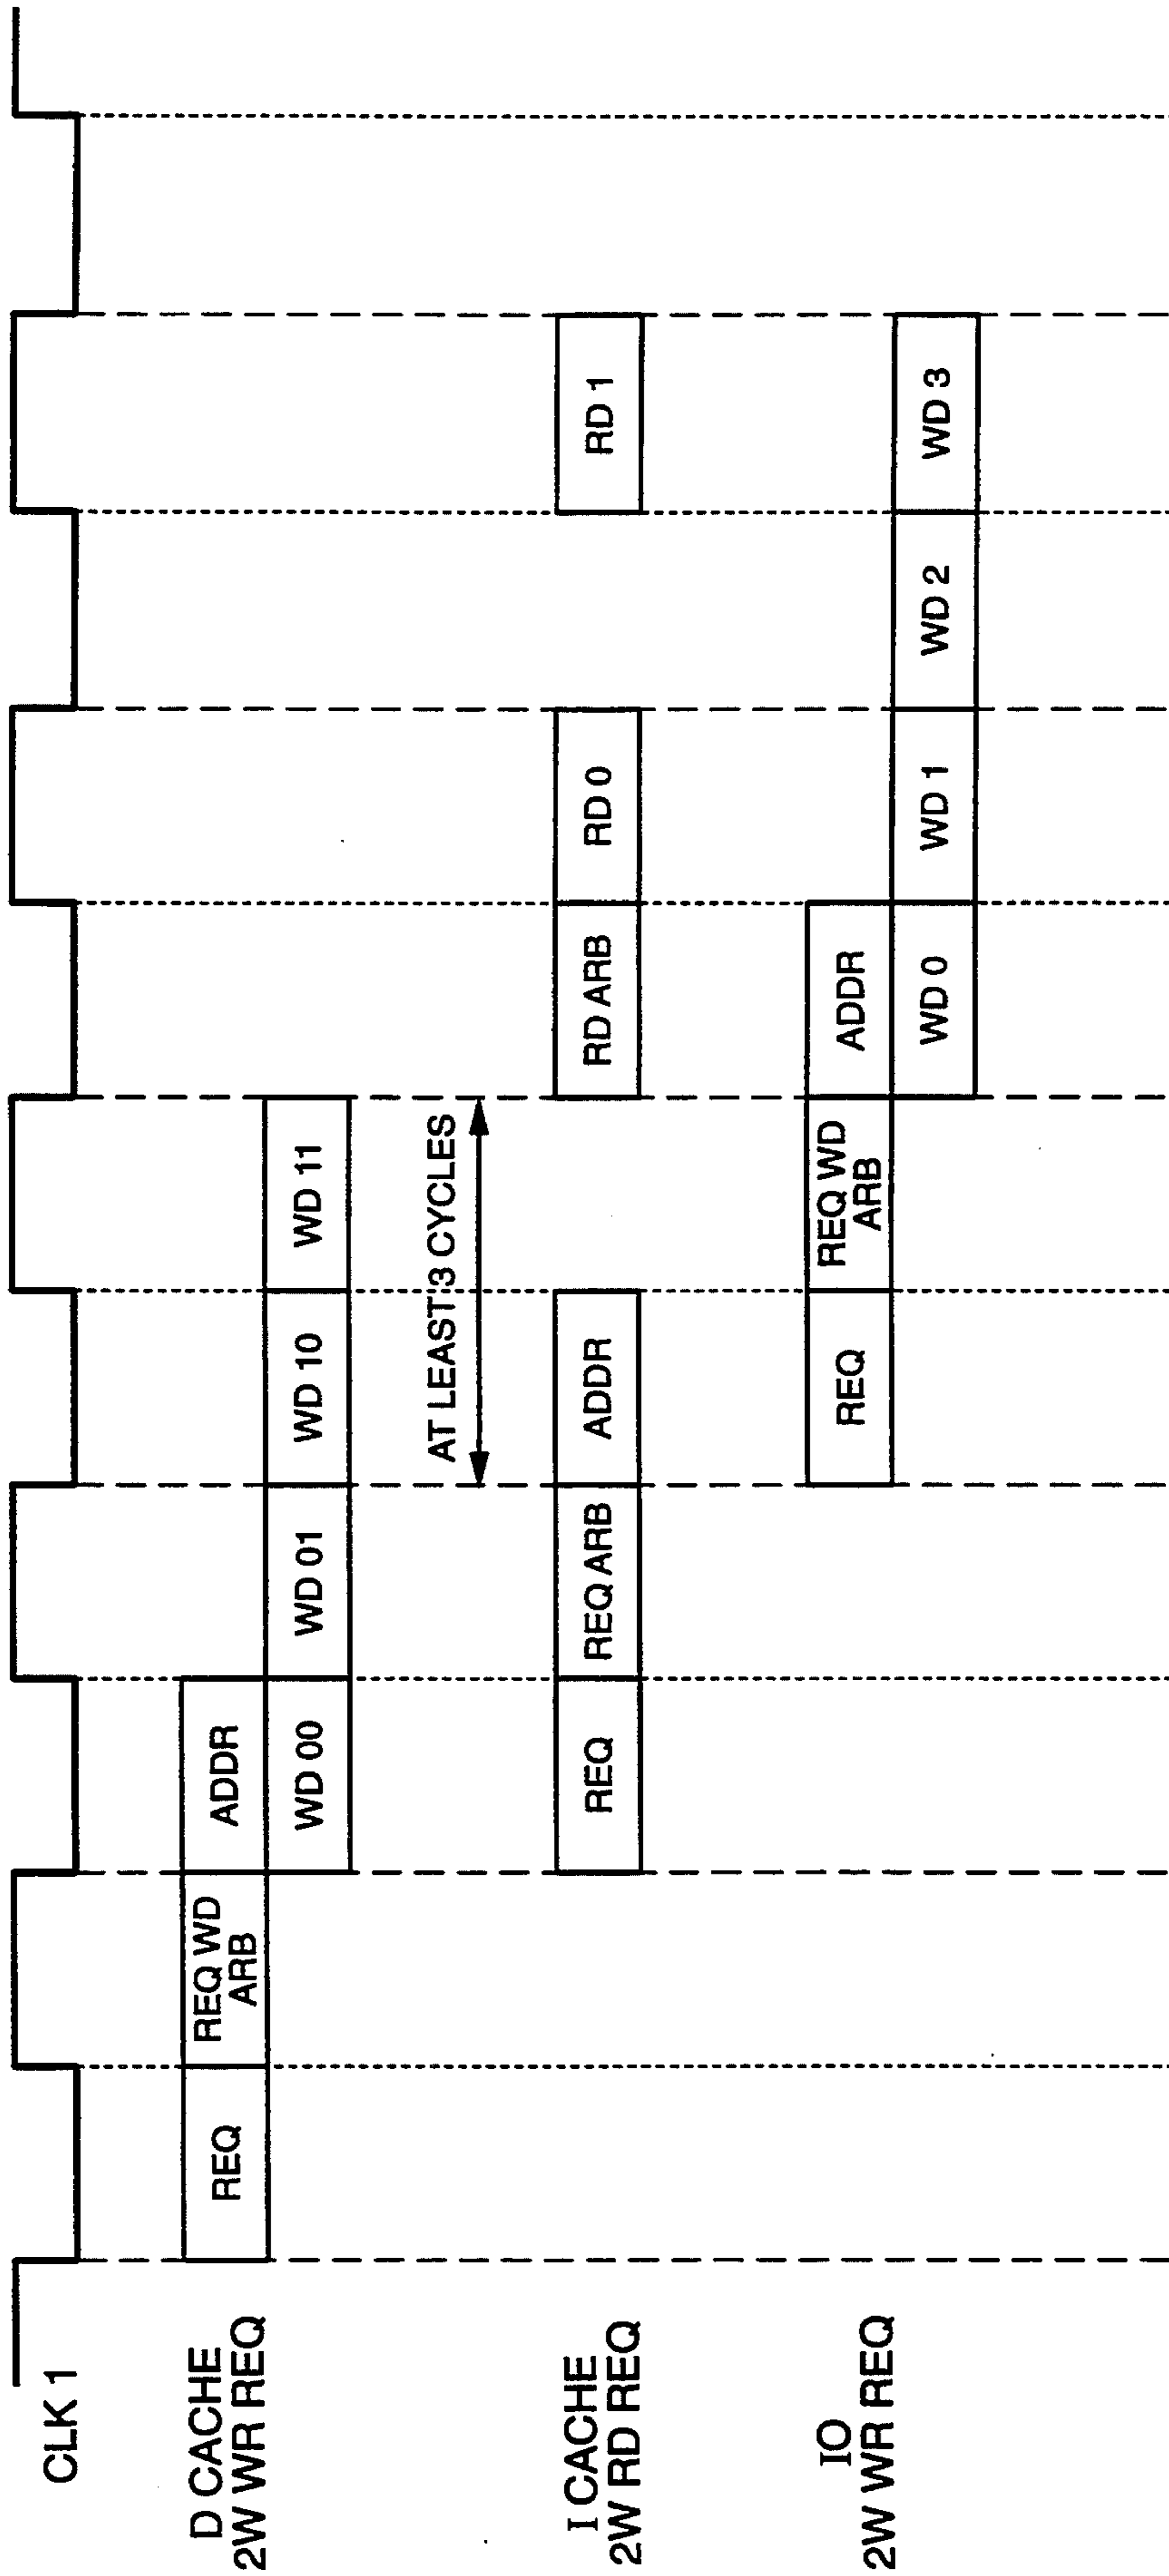 CLK 1
D CACHE
2W WR REQ
REQ
REQ WD
ARB
ADDR
WD 00
WD 01
WD 10
WD 11
AT LEAST 3 CYCLES
I CACHE
2W RD REQ
REQ
REQ ARB
ADDR
RD ARB
RD 0
RD 1
IO
2W WR REQ
REQ
REQ WD
ARB
ADDR
WD 0
WD 1
WD 2
WD 3